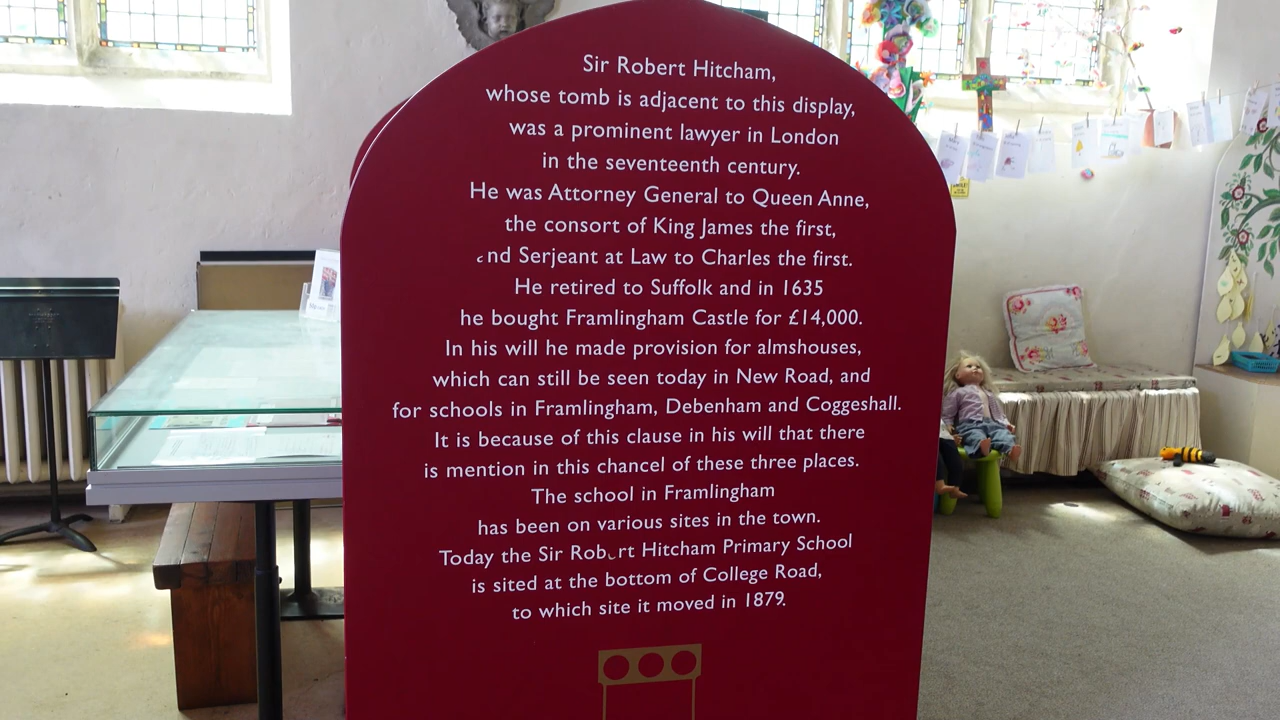 Sir Robert Hitcham,
whose tomb is adjacent to this display,
was a prominent lawyer in London
in the seventeenth century.
He was Attorney General to Queen Anne,
the consort of King James the first,
and Serjeant at Law to Charles the first.
He retired to Suffolk and in 1635
he bought Framlingham Castle for £14,000.
In his will he made provision for almshouses,
which can still be seen today in New Road, and
for schools in Framlingham, Debenham and Coggeshall.
It is because of this clause in his will that there
is mention in this chancel of these three places.
The school in Framlingham
has been on various sites in the town.
Today the Sir Robert Hitcham Primary School
is sited at the bottom of College Road,
to which site it moved in 1879.